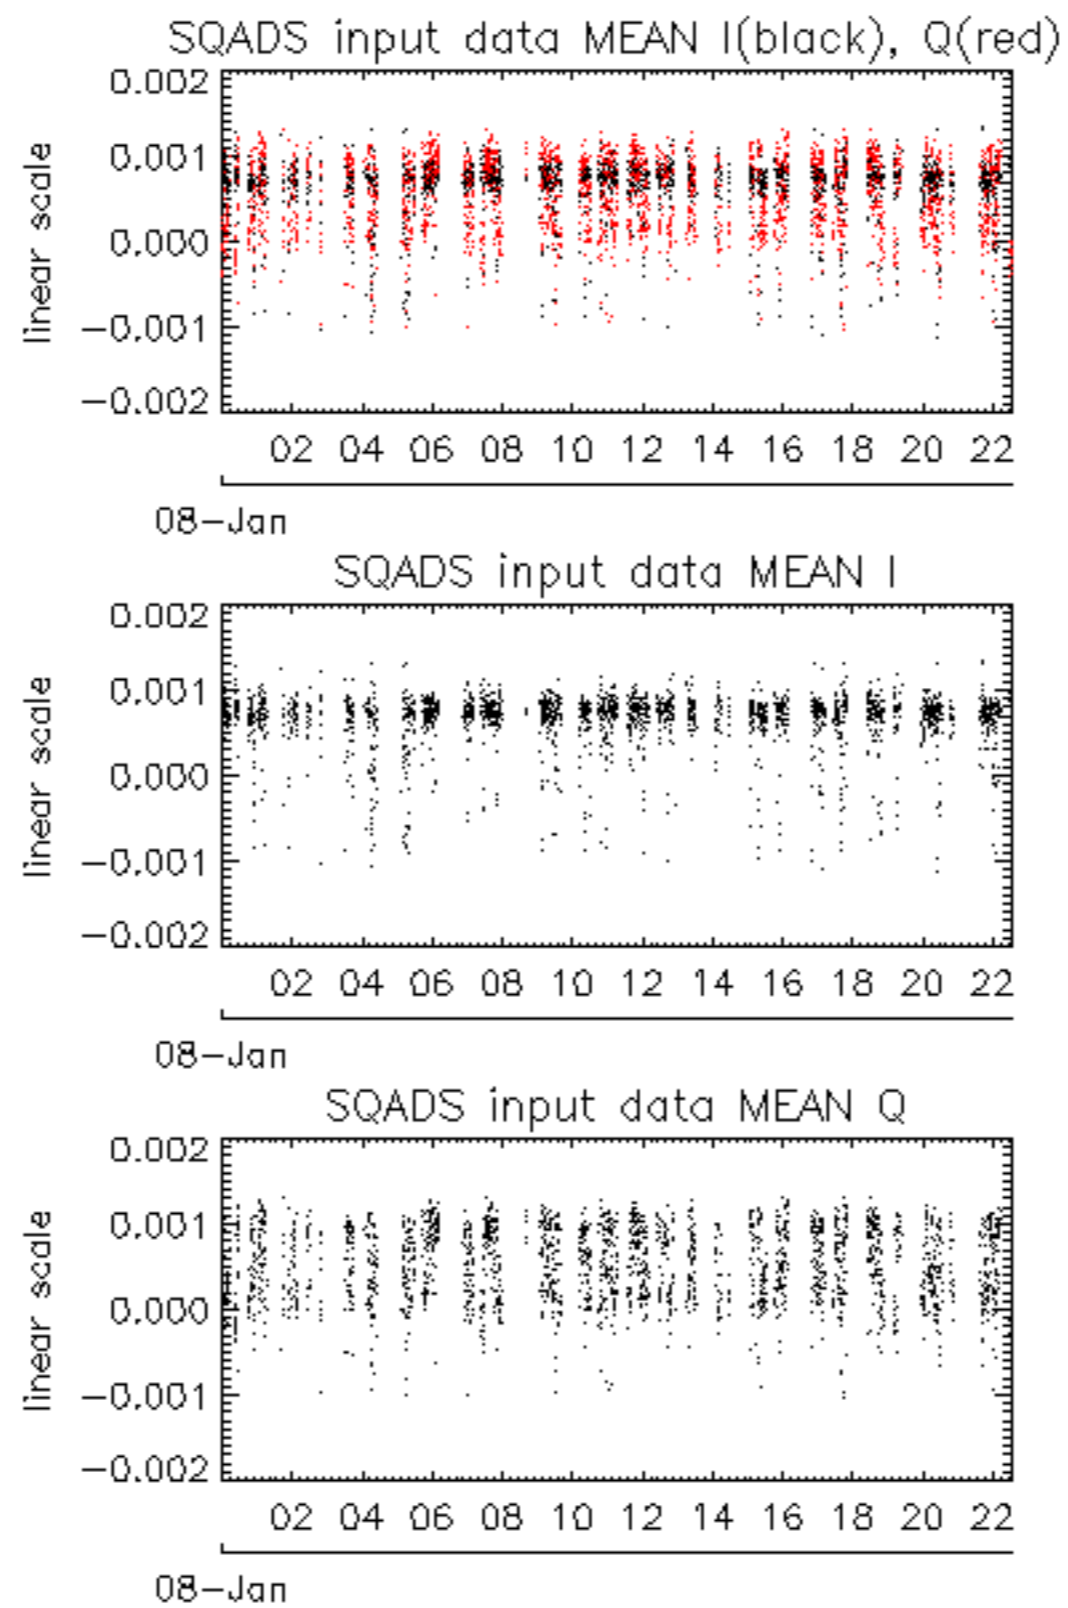 SQADS input data MEAN I(black), Q(red)
0.002
0.001
0.000
−0.001
−0.002
linear scale
02 04 06 08 10 12 14 16 18 20 22
08−Jan
SQADS input data MEAN I
0.002
0.001
0.000
−0.001
−0.002
linear scale
02 04 06 08 10 12 14 16 18 20 22
08−Jan
SQADS input data MEAN Q
0.002
0.001
0.000
−0.001
−0.002
linear scale
02 04 06 08 10 12 14 16 18 20 22
08−Jan